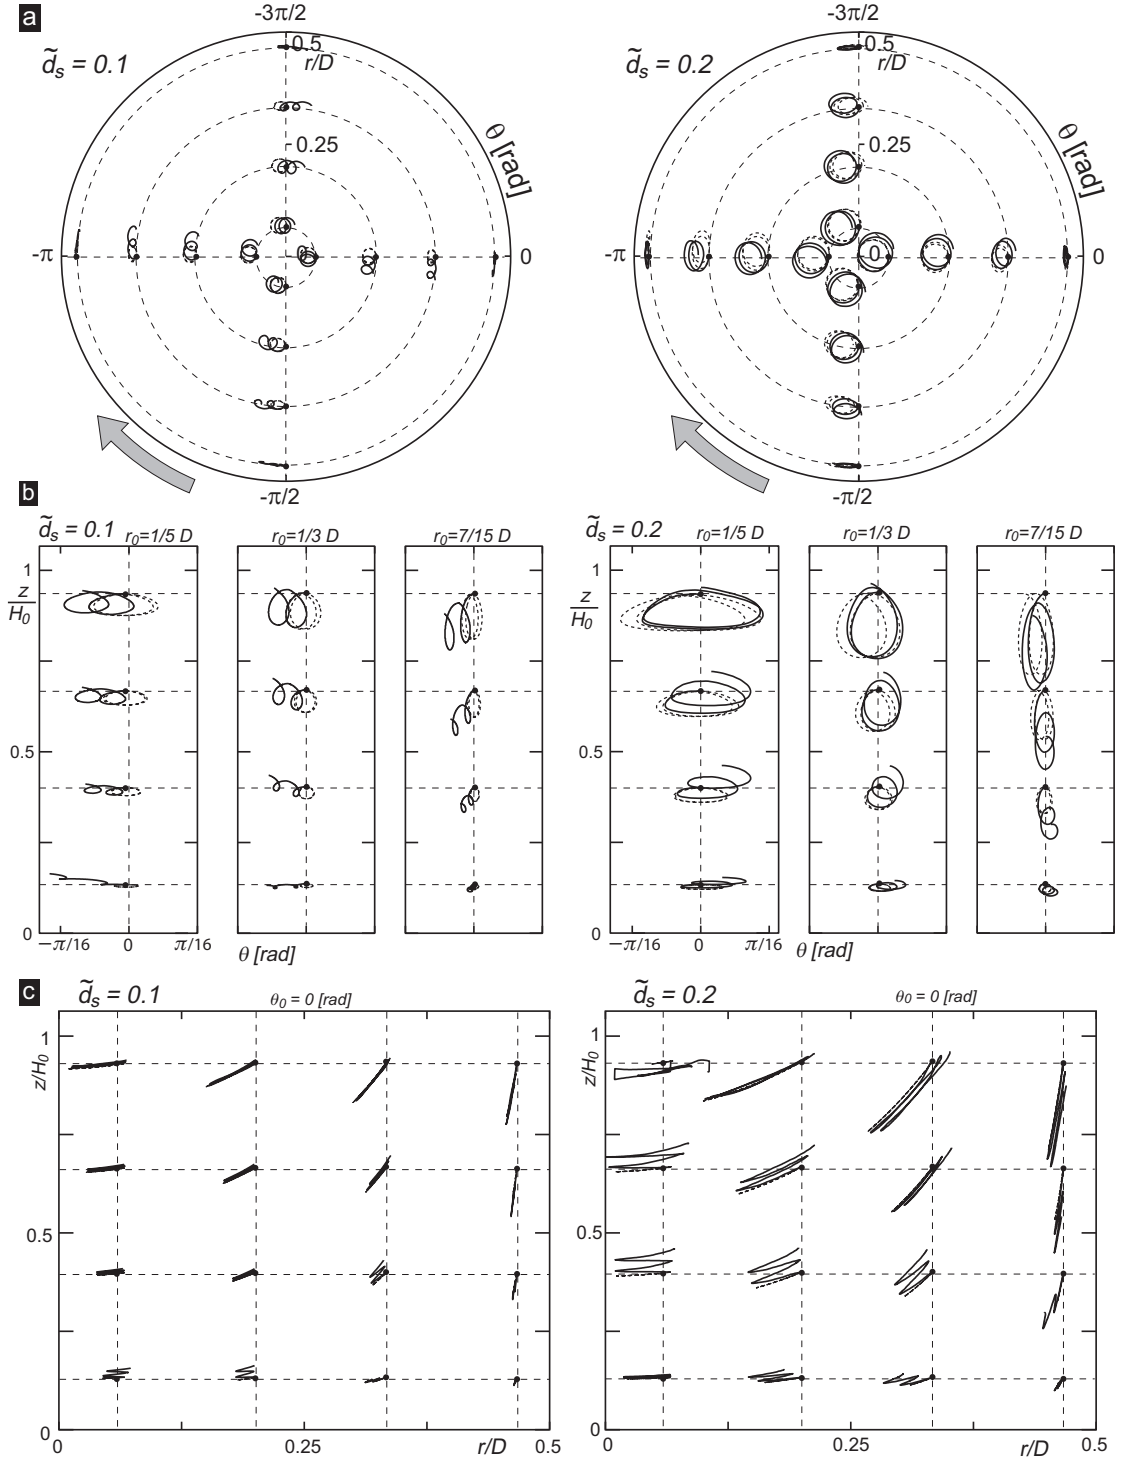 a
-3π/2
-3π/2
d̃s = 0.1
0.5
r/D
θ [rad]
d̃s = 0.2
0.5
r/D
θ [rad]
0.25
0.25
-π
0
-π
0
0
-π/2
-π/2
b
d̃s = 0.1
r0=1/5 D
r0=1/3 D
r0=7/15 D
d̃s = 0.2
r0=1/5 D
r0=1/3 D
r0=7/15 D
1
1
z/H0
z/H0
0.5
0.5
0
0
−π/16
0
π/16
θ [rad]
−π/16
0
π/16
θ [rad]
c
d̃s = 0.1
θ0 = 0 [rad]
d̃s = 0.2
θ0 = 0 [rad]
1
1
z/H0
z/H0
0.5
0.5
0
0
0
0.25
r/D
0.5
0
0.25
r/D
0.5